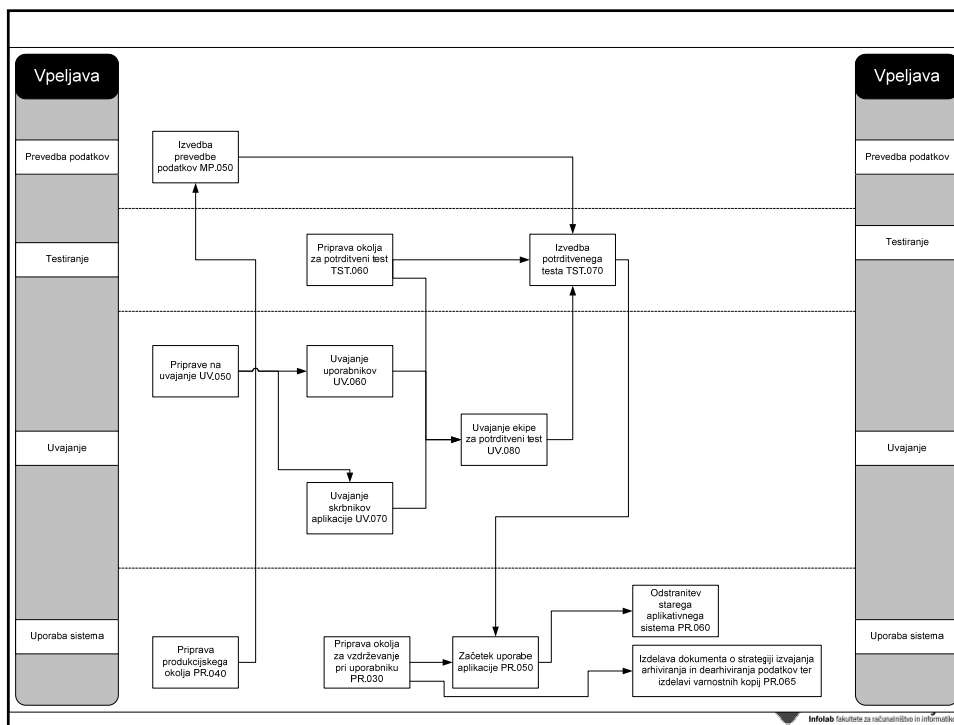 Vpeljava
Vpeljava
Prevedba podatkov
Izvedba
prevedbe
podatkov MP.050
Prevedba podatkov
Testiranje
Priprava okolja
za potrditveni test
TST.060
Izvedba
potrditvenega
testa TST.070
Testiranje
Priprave na
uvajanje UV.050
Uvajanje
uporabnikov
UV.060
Uvajanje ekipe
za potrditveni test
UV.080
Uvajanje
Uvajanje
Uvajanje
skrbnikov
aplikacije UV.070
Odstranitev
starega
aplikativnega
sistema PR.060
Uporaba sistema
Uporaba sistema
Priprava
produkcijskega
okolja PR.040
Priprava okolja
za vzdrževanje
pri uporabniku
PR.030
Začetek uporabe
aplikacije PR.050
Izdelava dokumenta o strategiji izvajanja
arhiviranja in dearhiviranja podatkov ter
izdelavi varnostnih kopij PR.065
Infolab fakultete za računalništvo in informatiko